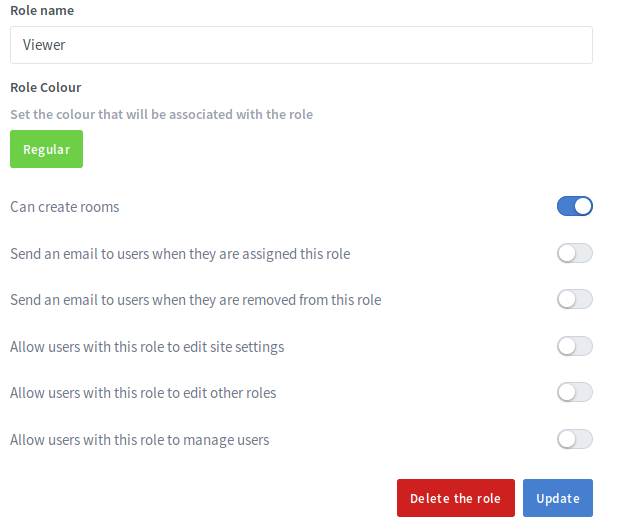 Role name
Viewer
Role Colour
Set the colour that will be associated with the role
Regular
Can create rooms
Send an email to users when they are assigned this role
Send an email to users when they are removed from this role
Allow users with this role to edit site settings
Allow users with this role to edit other roles
Allow users with this role to manage users
Delete the role Update